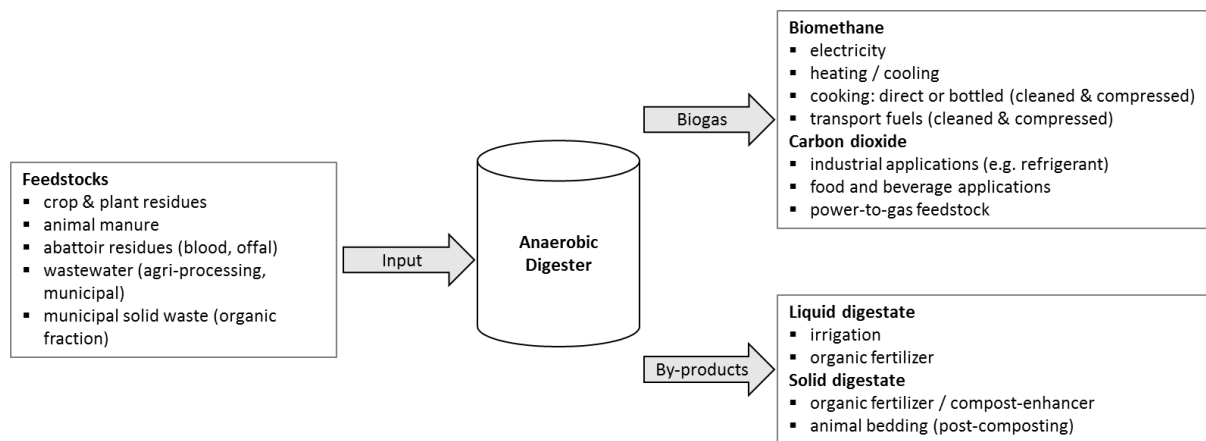 Feedstocks
▪ crop & plant residues
▪ animal manure
▪ abattoir residues (blood, offal)
▪ wastewater (agri-processing,
municipal)
▪ municipal solid waste (organic
fraction)
Input
Anaerobic
Digester
Biogas
Biomethane
▪ electricity
▪ heating / cooling
▪ cooking: direct or bottled (cleaned & compressed)
▪ transport fuels (cleaned & compressed)
Carbon dioxide
▪ industrial applications (e.g. refrigerant)
▪ food and beverage applications
▪ power-to-gas feedstock
By-products
Liquid digestate
▪ irrigation
▪ organic fertilizer
Solid digestate
▪ organic fertilizer / compost-enhancer
▪ animal bedding (post-composting)